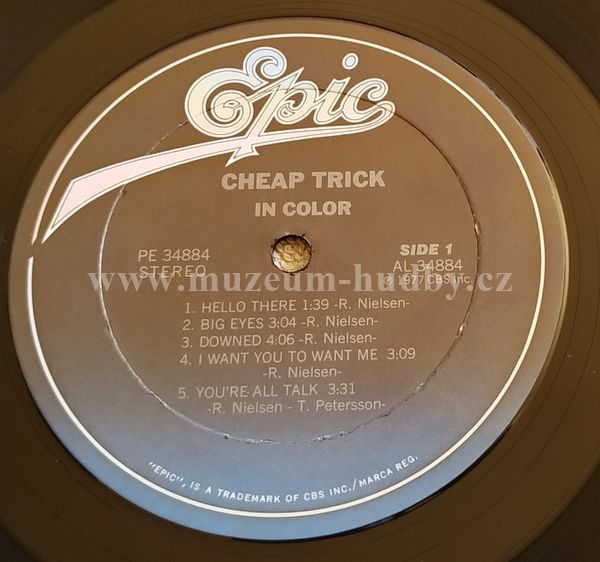 Epic
CHEAP TRICK
IN COLOR
PE 34884
STEREO
SIDE 1
AL 34884
℗ 1977 CBS Inc.
www.muzeum-hudby.cz
1. HELLO THERE 1:39 -R. Nielsen-
2. BIG EYES 3:04 -R. Nielsen-
3. DOWNED 4:06 -R. Nielsen-
4. I WANT YOU TO WANT ME 3:09
-R. Nielsen-
5. YOU'RE ALL TALK 3:31
-R. Nielsen - T. Petersson-
"EPIC", IS A TRADEMARK OF CBS INC./MARCA REG.